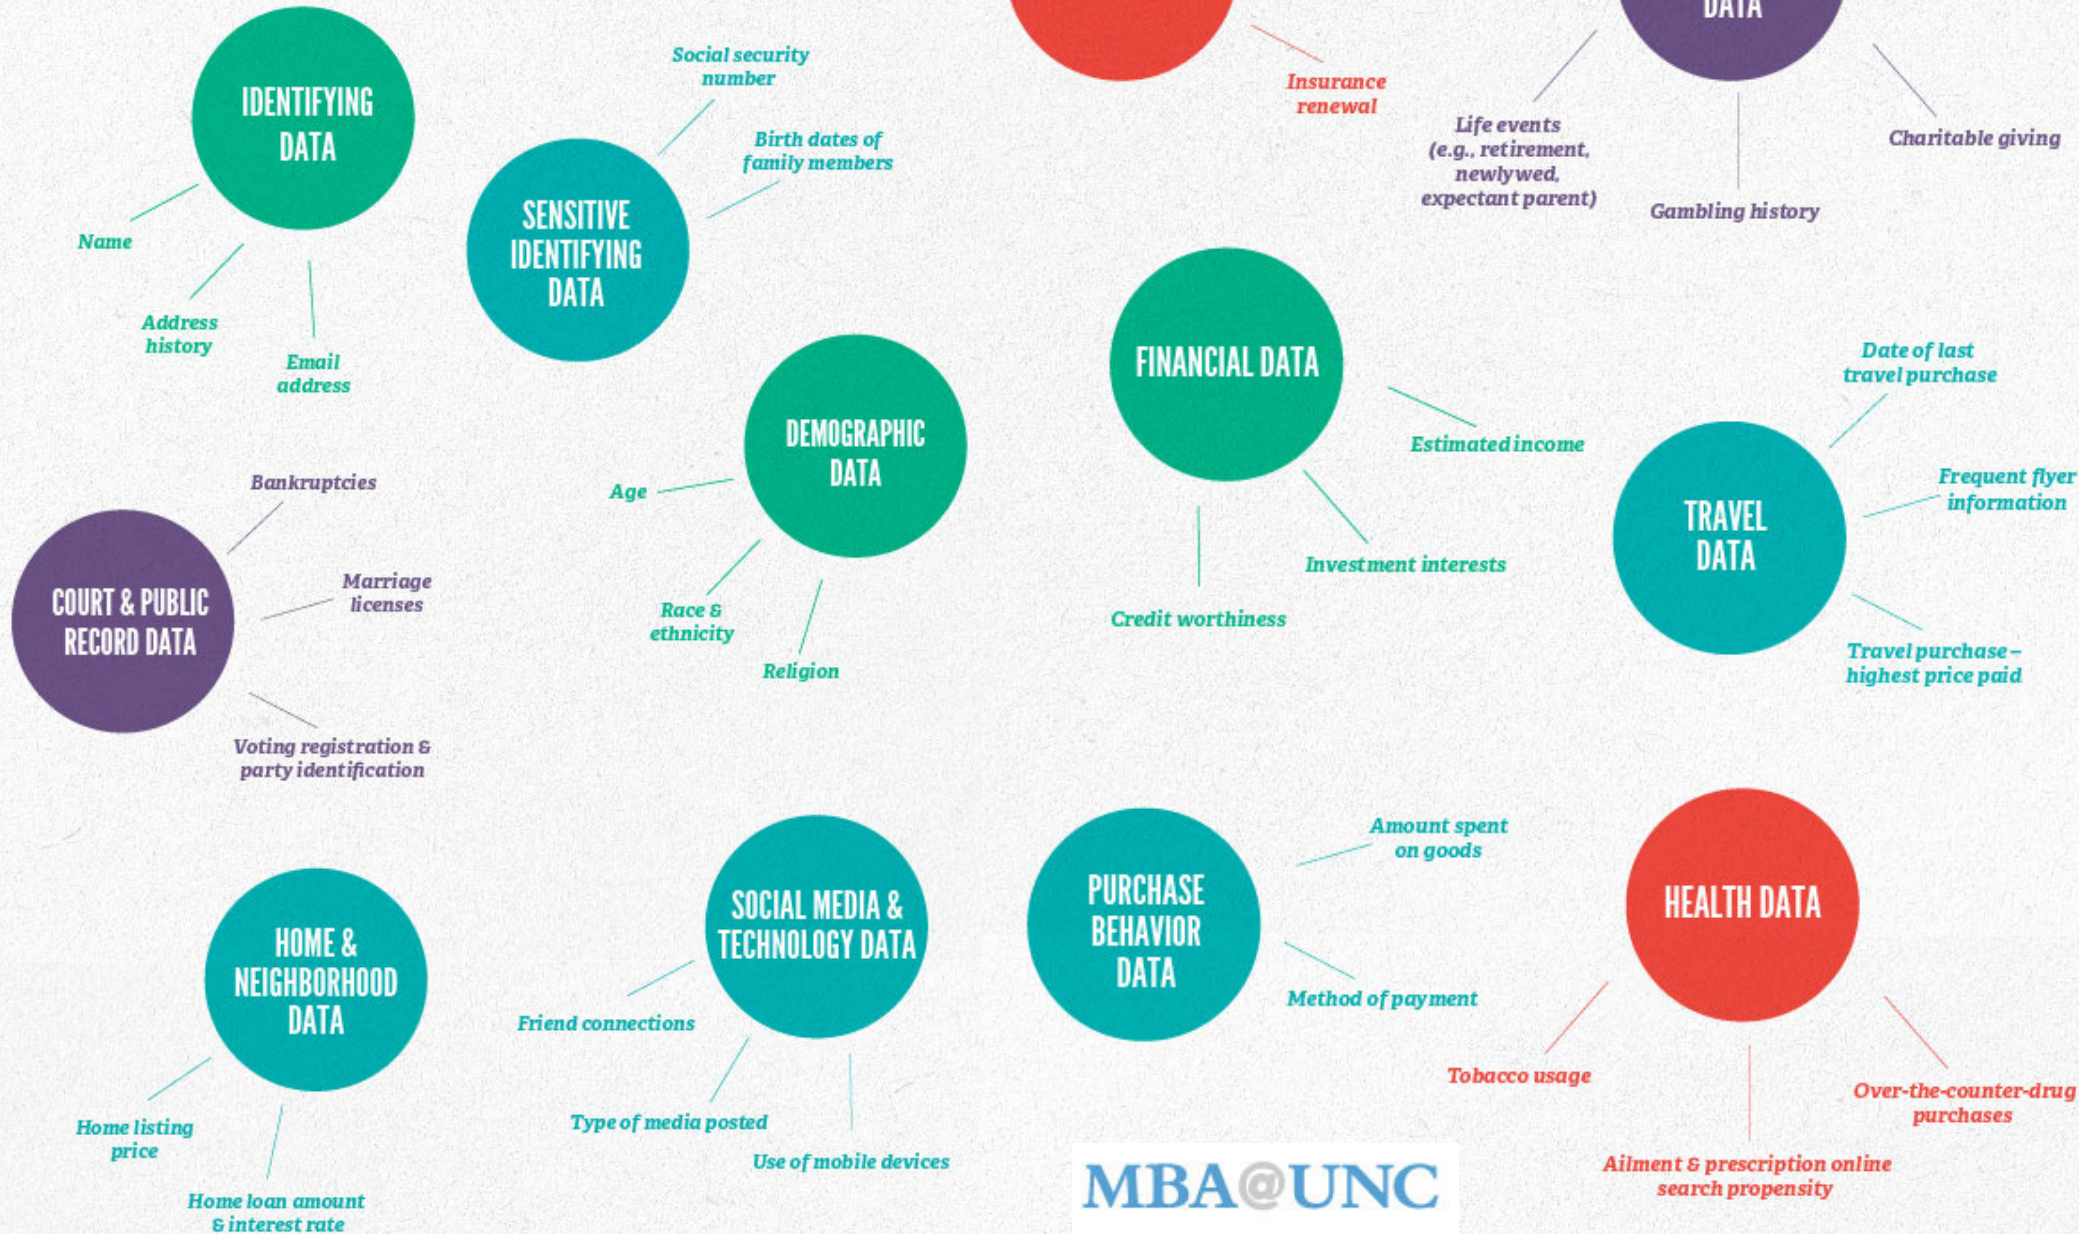 IDENTIFYING
DATA
Name
Address
history
Email
address
Social security
number
Birth dates of
family members
SENSITIVE
IDENTIFYING
DATA
Insurance
renewal
DATA
Life events
(e.g., retirement,
newlywed,
expectant parent)
Gambling history
Charitable giving
DEMOGRAPHIC
DATA
Age
Race &
ethnicity
Religion
FINANCIAL DATA
Estimated income
Investment interests
Credit worthiness
Date of last
travel purchase
Frequent flyer
information
TRAVEL
DATA
Travel purchase–
highest price paid
Bankruptcies
Marriage
licenses
COURT & PUBLIC
RECORD DATA
Voting registration &
party identification
HOME &
NEIGHBORHOOD
DATA
Home listing
price
Home loan amount
& interest rate
SOCIAL MEDIA &
TECHNOLOGY DATA
Friend connections
Type of media posted
Use of mobile devices
PURCHASE
BEHAVIOR
DATA
Amount spent
on goods
Method of payment
HEALTH DATA
Tobacco usage
Ailment & prescription online
search propensity
Over-the-counter-drug
purchases
MBA@UNC